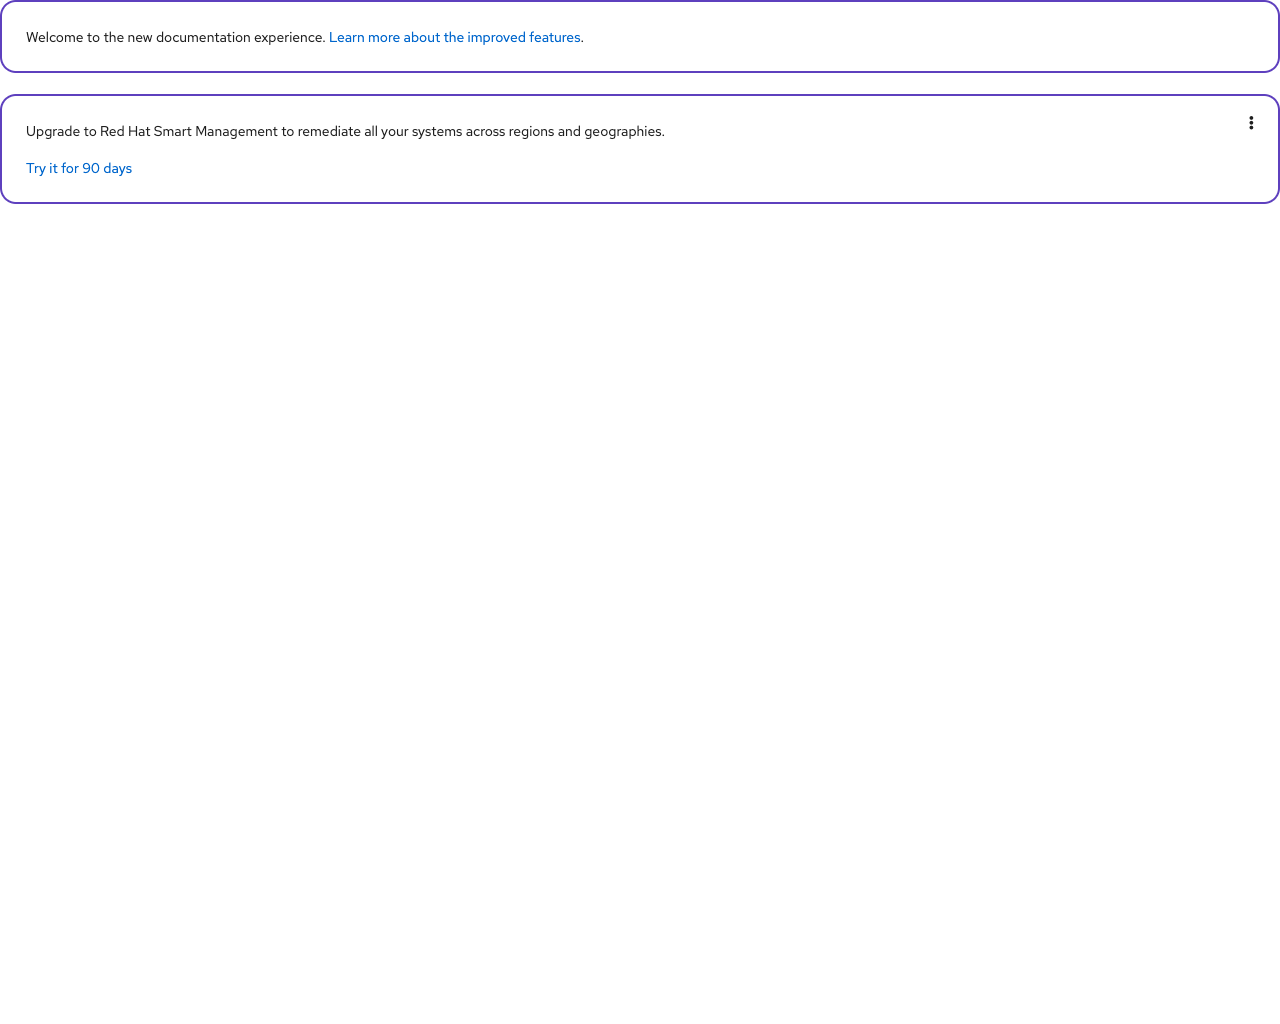 Welcome to the new documentation experience. Learn more about the improved features.
Upgrade to Red Hat Smart Management to remediate all your systems across regions and geographies.
Try it for 90 days